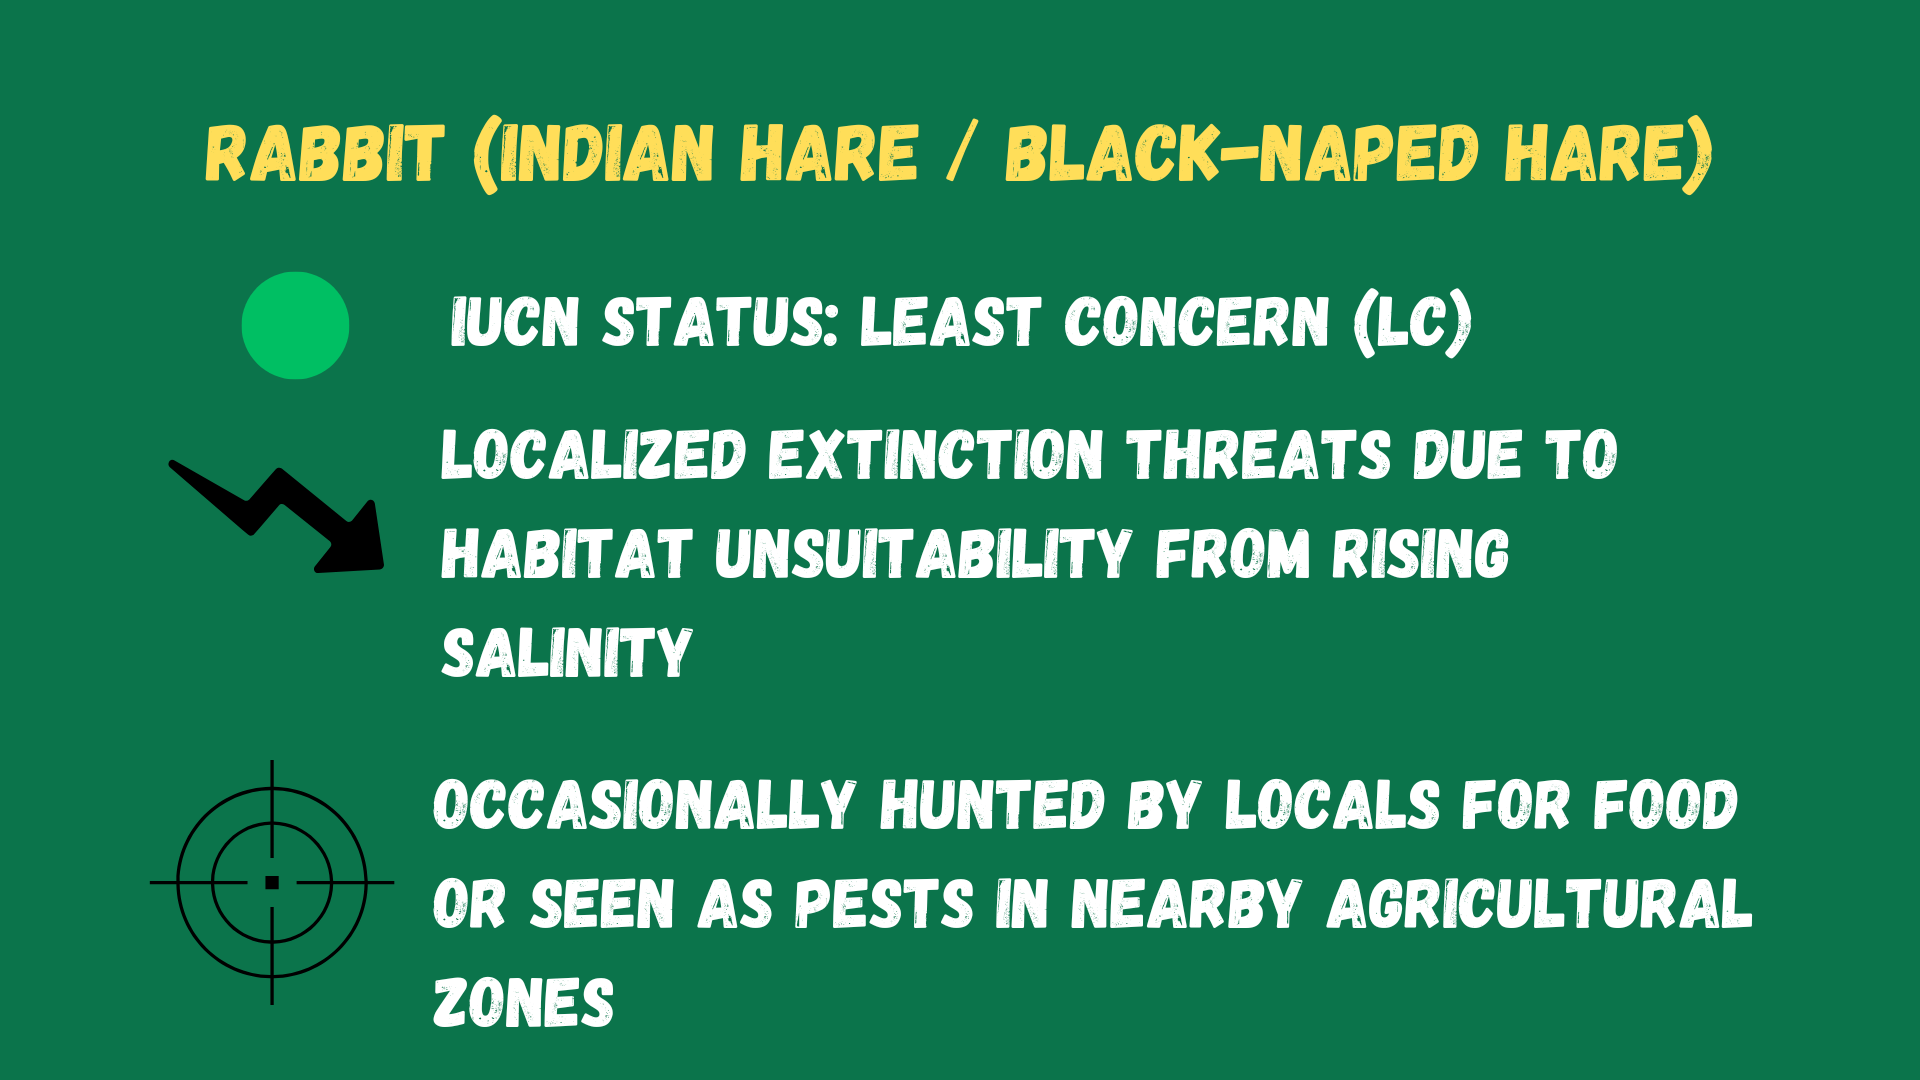 RABBIT (INDIAN HARE / BLACK-NAPED HARE)
IUCN STATUS: LEAST CONCERN (LC)
LOCALIZED EXTINCTION THREATS DUE TO
HABITAT UNSUITABILITY FROM RISING
SALINITY
OCCASIONALLY HUNTED BY LOCALS FOR FOOD
OR SEEN AS PESTS IN NEARBY AGRICULTURAL
ZONES